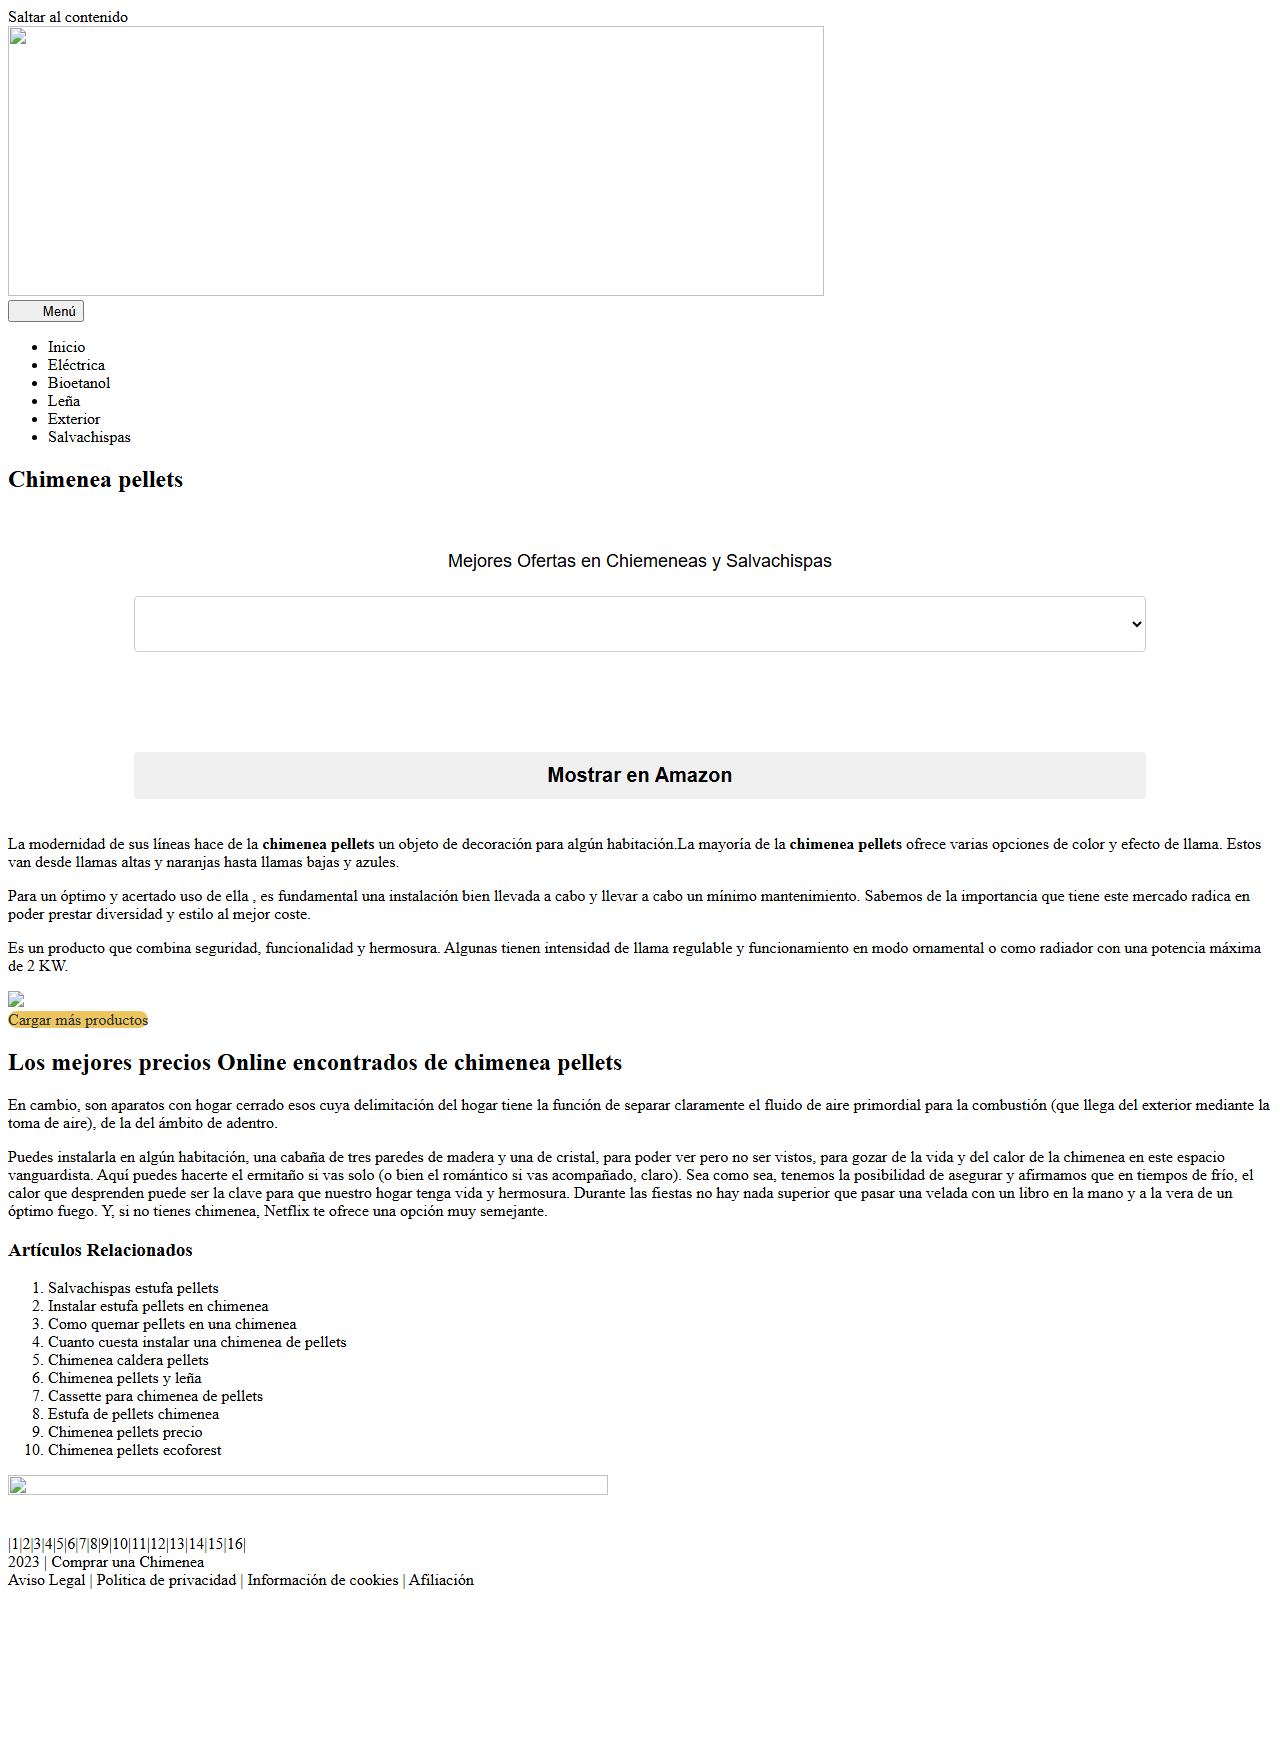 Saltar al contenido
Menú
Inicio
Eléctrica
Bioetanol
Leña
Exterior
Salvachispas
Chimenea pellets
Mejores Ofertas en Chiemeneas y Salvachispas
Mostrar en Amazon
La modernidad de sus líneas hace de la chimenea pellets un objeto de decoración para algún habitación.La mayoría de la chimenea pellets ofrece varias opciones de color y efecto de llama. Estos
van desde llamas altas y naranjas hasta llamas bajas y azules.
Para un óptimo y acertado uso de ella , es fundamental una instalación bien llevada a cabo y llevar a cabo un mínimo mantenimiento. Sabemos de la importancia que tiene este mercado radica en
poder prestar diversidad y estilo al mejor coste.
Es un producto que combina seguridad, funcionalidad y hermosura. Algunas tienen intensidad de llama regulable y funcionamiento en modo ornamental o como radiador con una potencia máxima
de 2 KW.
Cargar más productos
Los mejores precios Online encontrados de chimenea pellets
En cambio, son aparatos con hogar cerrado esos cuya delimitación del hogar tiene la función de separar claramente el fluido de aire primordial para la combustión (que llega del exterior mediante la
toma de aire), de la del ámbito de adentro.
Puedes instalarla en algún habitación, una cabaña de tres paredes de madera y una de cristal, para poder ver pero no ser vistos, para gozar de la vida y del calor de la chimenea en este espacio
vanguardista. Aquí puedes hacerte el ermitaño si vas solo (o bien el romántico si vas acompañado, claro). Sea como sea, tenemos la posibilidad de asegurar y afirmamos que en tiempos de frío, el
calor que desprenden puede ser la clave para que nuestro hogar tenga vida y hermosura. Durante las fiestas no hay nada superior que pasar una velada con un libro en la mano y a la vera de un
óptimo fuego. Y, si no tienes chimenea, Netflix te ofrece una opción muy semejante.
Artículos Relacionados
1. Salvachispas estufa pellets
2. Instalar estufa pellets en chimenea
3. Como quemar pellets en una chimenea
4. Cuanto cuesta instalar una chimenea de pellets
5. Chimenea caldera pellets
6. Chimenea pellets y leña
7. Cassette para chimenea de pellets
8. Estufa de pellets chimenea
9. Chimenea pellets precio
10. Chimenea pellets ecoforest
|1|2|3|4|5|6|7|8|9|10|11|12|13|14|15|16|
2023 | Comprar una Chimenea
Aviso Legal | Politica de privacidad | Información de cookies | Afiliación